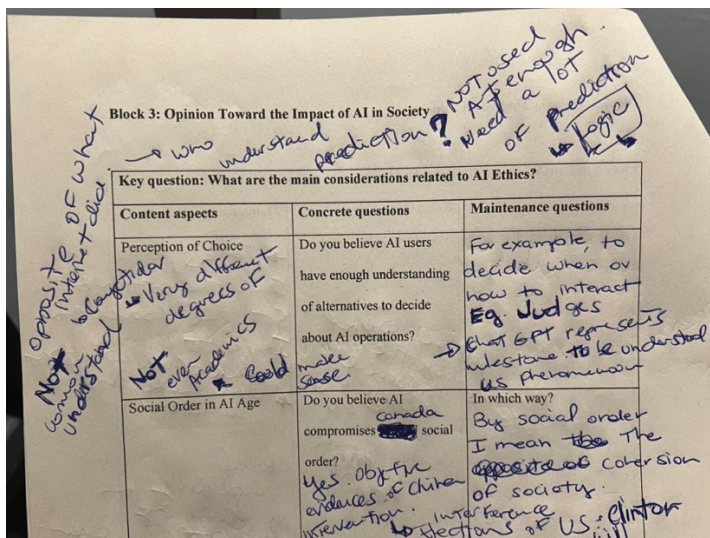 Block 3: Opinion Toward the Impact of AI in Society
→ who understand prediction?
Not used
AI enough.
Need a lot
of prediction
↳ Logic
Opposite of what
internet did
Not
common
understand
Key question: What are the main considerations related to AI Ethics?
Content aspects
Concrete questions
Maintenance questions
Perception of Choice
↳ Very different
degrees of
Not
even
Academics
could
make
sense
Do you believe AI users
have enough understanding
of alternatives to decide
about AI operations?
For example, to
decide when or
how to interact
Eg. Judges
→ Chat GPT represents
milestone to be understood
us phenomenon
Social Order in AI Age
Do you believe AI
canada
compromises social
order?
Yes. Objtive
evidences of China
intervention.
In which way?
By social order
I mean the The
opposite of cohersion
of society.
↳ interference
Elections of US. Clinton